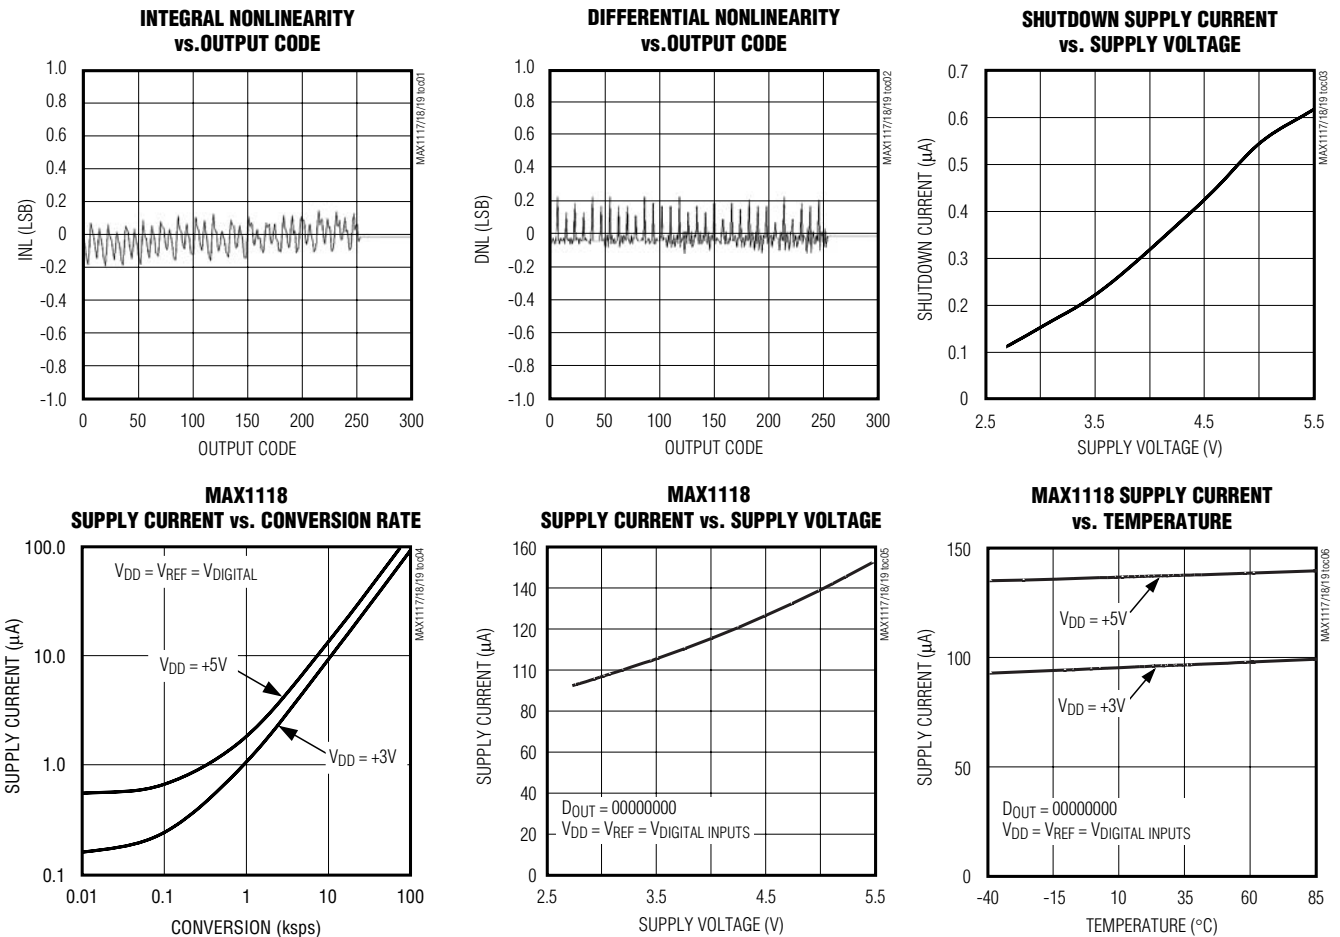 INTEGRAL NONLINEARITY
vs.OUTPUT CODE
1.0
0.8
0.6
0.4
0.2
0
-0.2
-0.4
-0.6
-0.8
-1.0
INL (LSB)
0 50 100 150 200 250 300
OUTPUT CODE
MAX1117/18/19 toc01
DIFFERENTIAL NONLINEARITY
vs.OUTPUT CODE
1.0
0.8
0.6
0.4
0.2
0
-0.2
-0.4
-0.6
-0.8
-1.0
DNL (LSB)
0 50 100 150 200 250 300
OUTPUT CODE
MAX1117/18/19 toc02
SHUTDOWN SUPPLY CURRENT
vs. SUPPLY VOLTAGE
0.7
0.6
0.5
0.4
0.3
0.2
0.1
0
SHUTDOWN CURRENT (µA)
2.5 3.5 4.5 5.5
SUPPLY VOLTAGE (V)
MAX1117/18/19 toc03
MAX1118
SUPPLY CURRENT vs. CONVERSION RATE
100.0
10.0
1.0
0.1
SUPPLY CURRENT (µA)
VDD = VREF = VDIGITAL
VDD = +5V
VDD = +3V
0.01 0.1 1 10 100
CONVERSION (ksps)
MAX1117/18/19 toc04
MAX1118
SUPPLY CURRENT vs. SUPPLY VOLTAGE
160
140
120
110
80
60
40
20
0
SUPPLY CURRENT (µA)
DOUT = 00000000
VDD = VREF = VDIGITAL INPUTS
2.5 3.5 4.5 5.5
SUPPLY VOLTAGE (V)
MAX1117/18/19 toc05
MAX1118 SUPPLY CURRENT
vs. TEMPERATURE
150
100
50
0
SUPPLY CURRENT (µA)
VDD = +5V
VDD = +3V
DOUT = 00000000
VDD = VREF = VDIGITAL INPUTS
-40 -15 10 35 60 85
TEMPERATURE (°C)
MAX1117/18/19 toc06